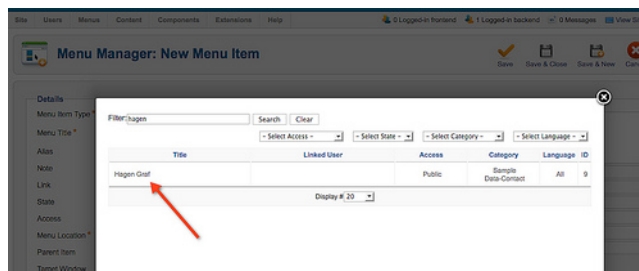 Site Users Menus Content Components Extensions Help 0 Logged-in frontend 1 Logged-in backend 0 Messages View Si
Menu Manager: New Menu Item
Save Save & Close Save & New Canc
Details
Menu Item Type *
Filter: hagen Search Clear
Menu Title *
- Select Access - - Select State - - Select Category - - Select Language -
Alias
Title Linked User Access Category Language ID
Note
Hagen Graf Public Sample Data-Contact All 9
Link
State
Display # 20
Access
Menu Location *
Parent Item
Target Window